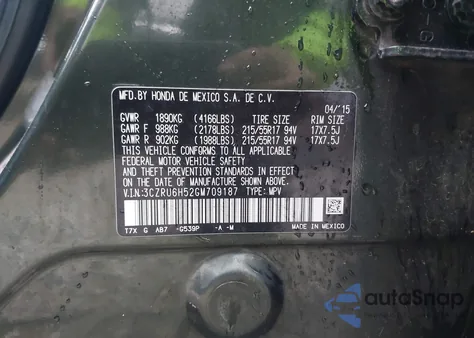 MFD.BY HONDA DE MEXICO S.A. DE C.V.
04/'15
GVWR 1890KG (4166LBS) TIRE SIZE RIM SIZE
GAWR F 988KG (2178LBS) 215/55R17 94V 17X7.5J
GAWR R 902KG (1988LBS) 215/55R17 94V 17X7.5J
THIS VEHICLE CONFORMS TO ALL APPLICABLE
FEDERAL MOTOR VEHICLE SAFETY, BUMPER,
AND THEFT PREVENTION STANDARDS IN EFFECT ON
THE DATE OF MANUFACTURE SHOWN ABOVE.
V.I.N:3CZRU6H52GM709187 TYPE: MPV
T7X G AB7 -G539P -A -M MADE IN MEXICO
autoSnap